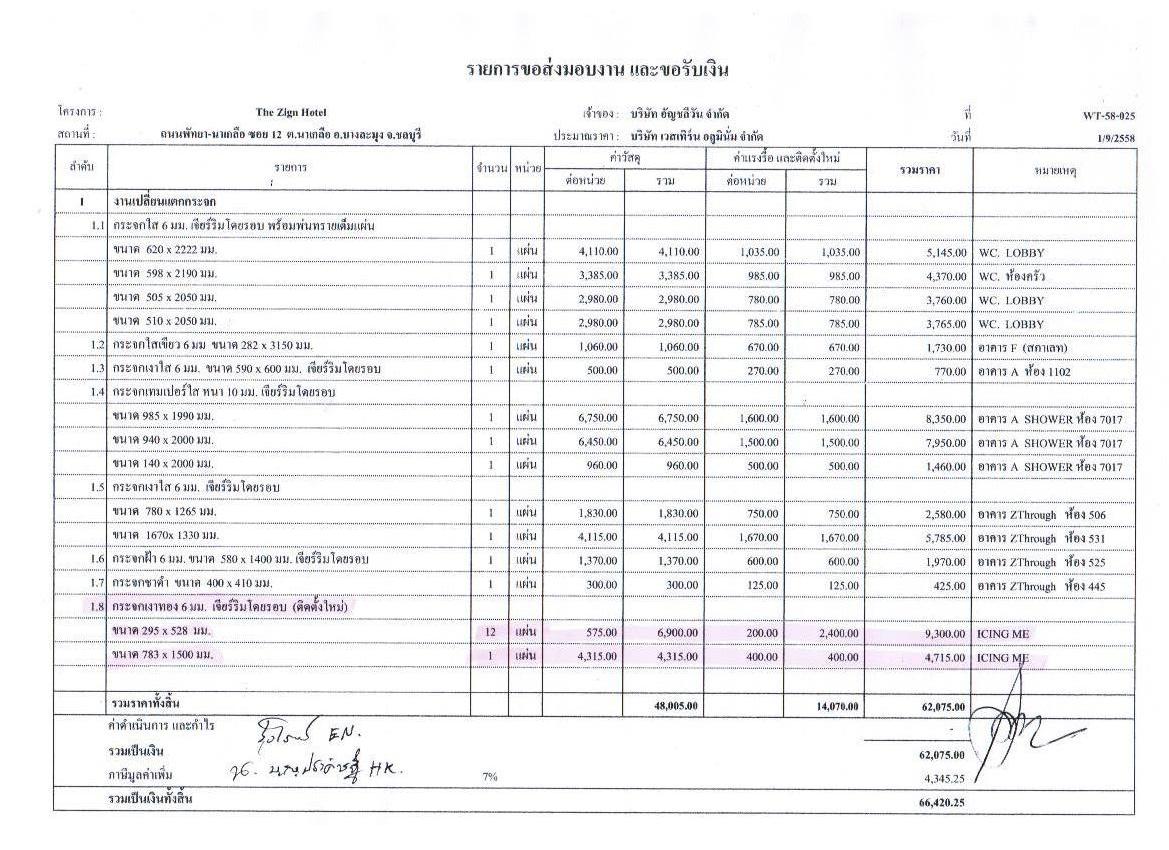 รายการขอส่งมอบงาน และขอรับเงิน
โครงการ : The Zign Hotel เจ้าของ : บริษัท อัญชลีวัน จำกัด ที่ WT-58-025
สถานที่ : ถนนพัทยา-นาเกลือ ซอย 12 ต.นาเกลือ อ.บางละมุง จ.ชลบุรี ประมาณราคา : บริษัท เวสเทิร์น อลูมินั่ม จำกัด วันที่ 1/9/2558
ลำดับ รายการ จำนวน หน่วย ค่าวัสดุ ค่าแรงรื้อ และติดตั้งใหม่ รวมราคา หมายเหตุ
ต่อหน่วย รวม ต่อหน่วย รวม
1 งานเปลี่ยนแตกกระจก
1.1 กระจกใส 6 มม. เจียร์ริมโดยรอบ พร้อมพ่นทรายเต็มแผ่น
ขนาด 620 x 2222 มม. 1 แผ่น 4,110.00 4,110.00 1,035.00 1,035.00 5,145.00 WC. LOBBY
ขนาด 598 x 2190 มม. 1 แผ่น 3,385.00 3,385.00 985.00 985.00 4,370.00 WC. ห้องครัว
ขนาด 505 x 2050 มม. 1 แผ่น 2,980.00 2,980.00 780.00 780.00 3,760.00 WC. LOBBY
ขนาด 510 x 2050 มม. 1 แผ่น 2,980.00 2,980.00 785.00 785.00 3,765.00 WC. LOBBY
1.2 กระจกใสเขียว 6 มม ขนาด 282 x 3150 มม. 1 แผ่น 1,060.00 1,060.00 670.00 670.00 1,730.00 อาคาร F (สกาเลท)
1.3 กระจกเงาใส 6 มม. ขนาด 590 x 600 มม. เจียร์ริมโดยรอบ 1 แผ่น 500.00 500.00 270.00 270.00 770.00 อาคาร A ห้อง 1102
1.4 กระจกเทมเปอร์ใส หนา 10 มม. เจียร์ริมโดยรอบ
ขนาด 985 x 1990 มม. 1 แผ่น 6,750.00 6,750.00 1,600.00 1,600.00 8,350.00 อาคาร A SHOWER ห้อง 7017
ขนาด 940 x 2000 มม. 1 แผ่น 6,450.00 6,450.00 1,500.00 1,500.00 7,950.00 อาคาร A SHOWER ห้อง 7017
ขนาด 140 x 2000 มม. 1 แผ่น 960.00 960.00 500.00 500.00 1,460.00 อาคาร A SHOWER ห้อง 7017
1.5 กระจกเงาใส 6 มม. เจียร์ริมโดยรอบ
ขนาด 780 x 1265 มม. 1 แผ่น 1,830.00 1,830.00 750.00 750.00 2,580.00 อาคาร ZThrough ห้อง 506
ขนาด 1670x 1330 มม. 1 แผ่น 4,115.00 4,115.00 1,670.00 1,670.00 5,785.00 อาคาร ZThrough ห้อง 531
1.6 กระจกฝ้า 6 มม. ขนาด 580 x 1400 มม. เจียร์ริมโดยรอบ 1 แผ่น 1,370.00 1,370.00 600.00 600.00 1,970.00 อาคาร ZThrough ห้อง 525
1.7 กระจกชาดำ ขนาด 400 x 410 มม. 1 แผ่น 300.00 300.00 125.00 125.00 425.00 อาคาร ZThrough ห้อง 445
1.8 กระจกเงาทอง 6 มม. เจียร์ริมโดยรอบ (ติดตั้งใหม่)
ขนาด 295 x 528 มม. 12 แผ่น 575.00 6,900.00 200.00 2,400.00 9,300.00 ICING ME
ขนาด 783 x 1500 มม. 1 แผ่น 4,315.00 4,315.00 400.00 400.00 4,715.00 ICING ME
รวมราคาทั้งสิ้น 48,005.00 14,070.00 62,075.00
ค่าดำเนินการ และกำไร -
EN.
รวมเป็นเงิน 62,075.00
HK.
ภาษีมูลค่าเพิ่ม 7% 4,345.25
รวมเป็นเงินทั้งสิ้น 66,420.25